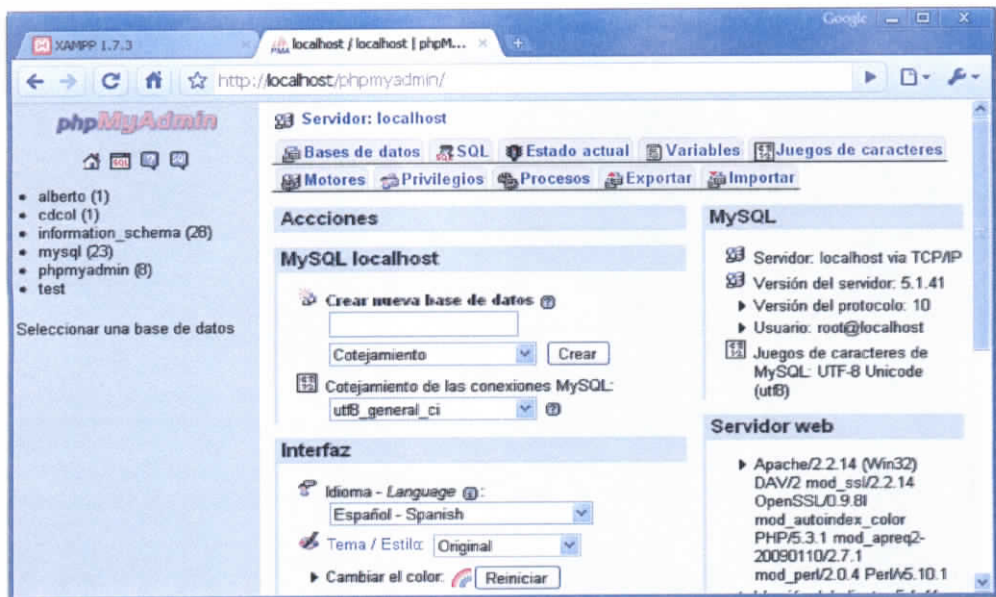 Google
XAMPP 1.7.3
localhost / localhost | phpM...
http://localhost/phpmyadmin/
phpMyAdmin
SQL
alberto (1)
cdcol (1)
information_schema (28)
mysql (23)
phpmyadmin (8)
test
Seleccionar una base de datos
Servidor: localhost
Bases de datos SQL Estado actual Variables Juegos de caracteres
Motores Privilegios Procesos Exportar Importar
Accciones
MySQL localhost
Crear nueva base de datos
Cotejamiento Crear
Cotejamiento de las conexiones MySQL:
utf8_general_ci
Interfaz
Idioma - Language :
Español - Spanish
Tema / Estilo: Original
Cambiar el color: Reiniciar
MySQL
Servidor: localhost via TCP/IP
Versión del servidor: 5.1.41
Versión del protocolo: 10
Usuario: root@localhost
Juegos de caracteres de
MySQL: UTF-8 Unicode
(utf8)
Servidor web
Apache/2.2.14 (Win32)
DAV/2 mod_ssl/2.2.14
OpenSSL/0.9.8l
mod_autoindex_color
PHP/5.3.1 mod_apreq2-
20090110/2.7.1
mod_perl/2.0.4 Perl/v5.10.1